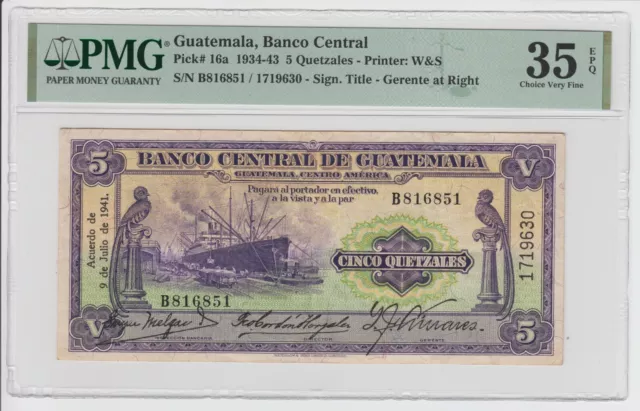 PMG
PAPER MONEY GUARANTY
Guatemala, Banco Central
Pick# 16a 1934-43 5 Quetzales - Printer: W&S
S/N B816851 / 1719630 - Sign. Title - Gerente at Right
35 EPQ
Choice Very Fine
5
BANCO CENTRAL DE GUATEMALA
V
GUATEMALA, CENTRO AMÉRICA
Pagará al portador en efectivo.
a la vista y a la par
B816851
Acuerdo de
9 de Julio de 1941.
CINCO QUETZALES
1719630
B816851
V
5
GERENTE